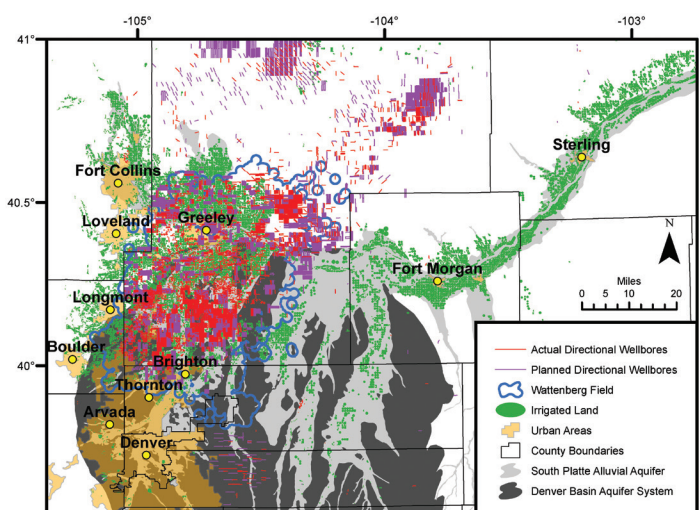 -105°
-104°
-103°
41°
Sterling
Fort Collins
40.5°
Loveland
Greeley
N
Fort Morgan
Miles
0 5 10 20
Longmont
Boulder
40°
Brighton
Thornton
Arvada
Denver
Actual Directional Wellbores
Planned Directional Wellbores
Wattenberg Field
Irrigated Land
Urban Areas
County Boundaries
South Platte Alluvial Aquifer
Denver Basin Aquifer System